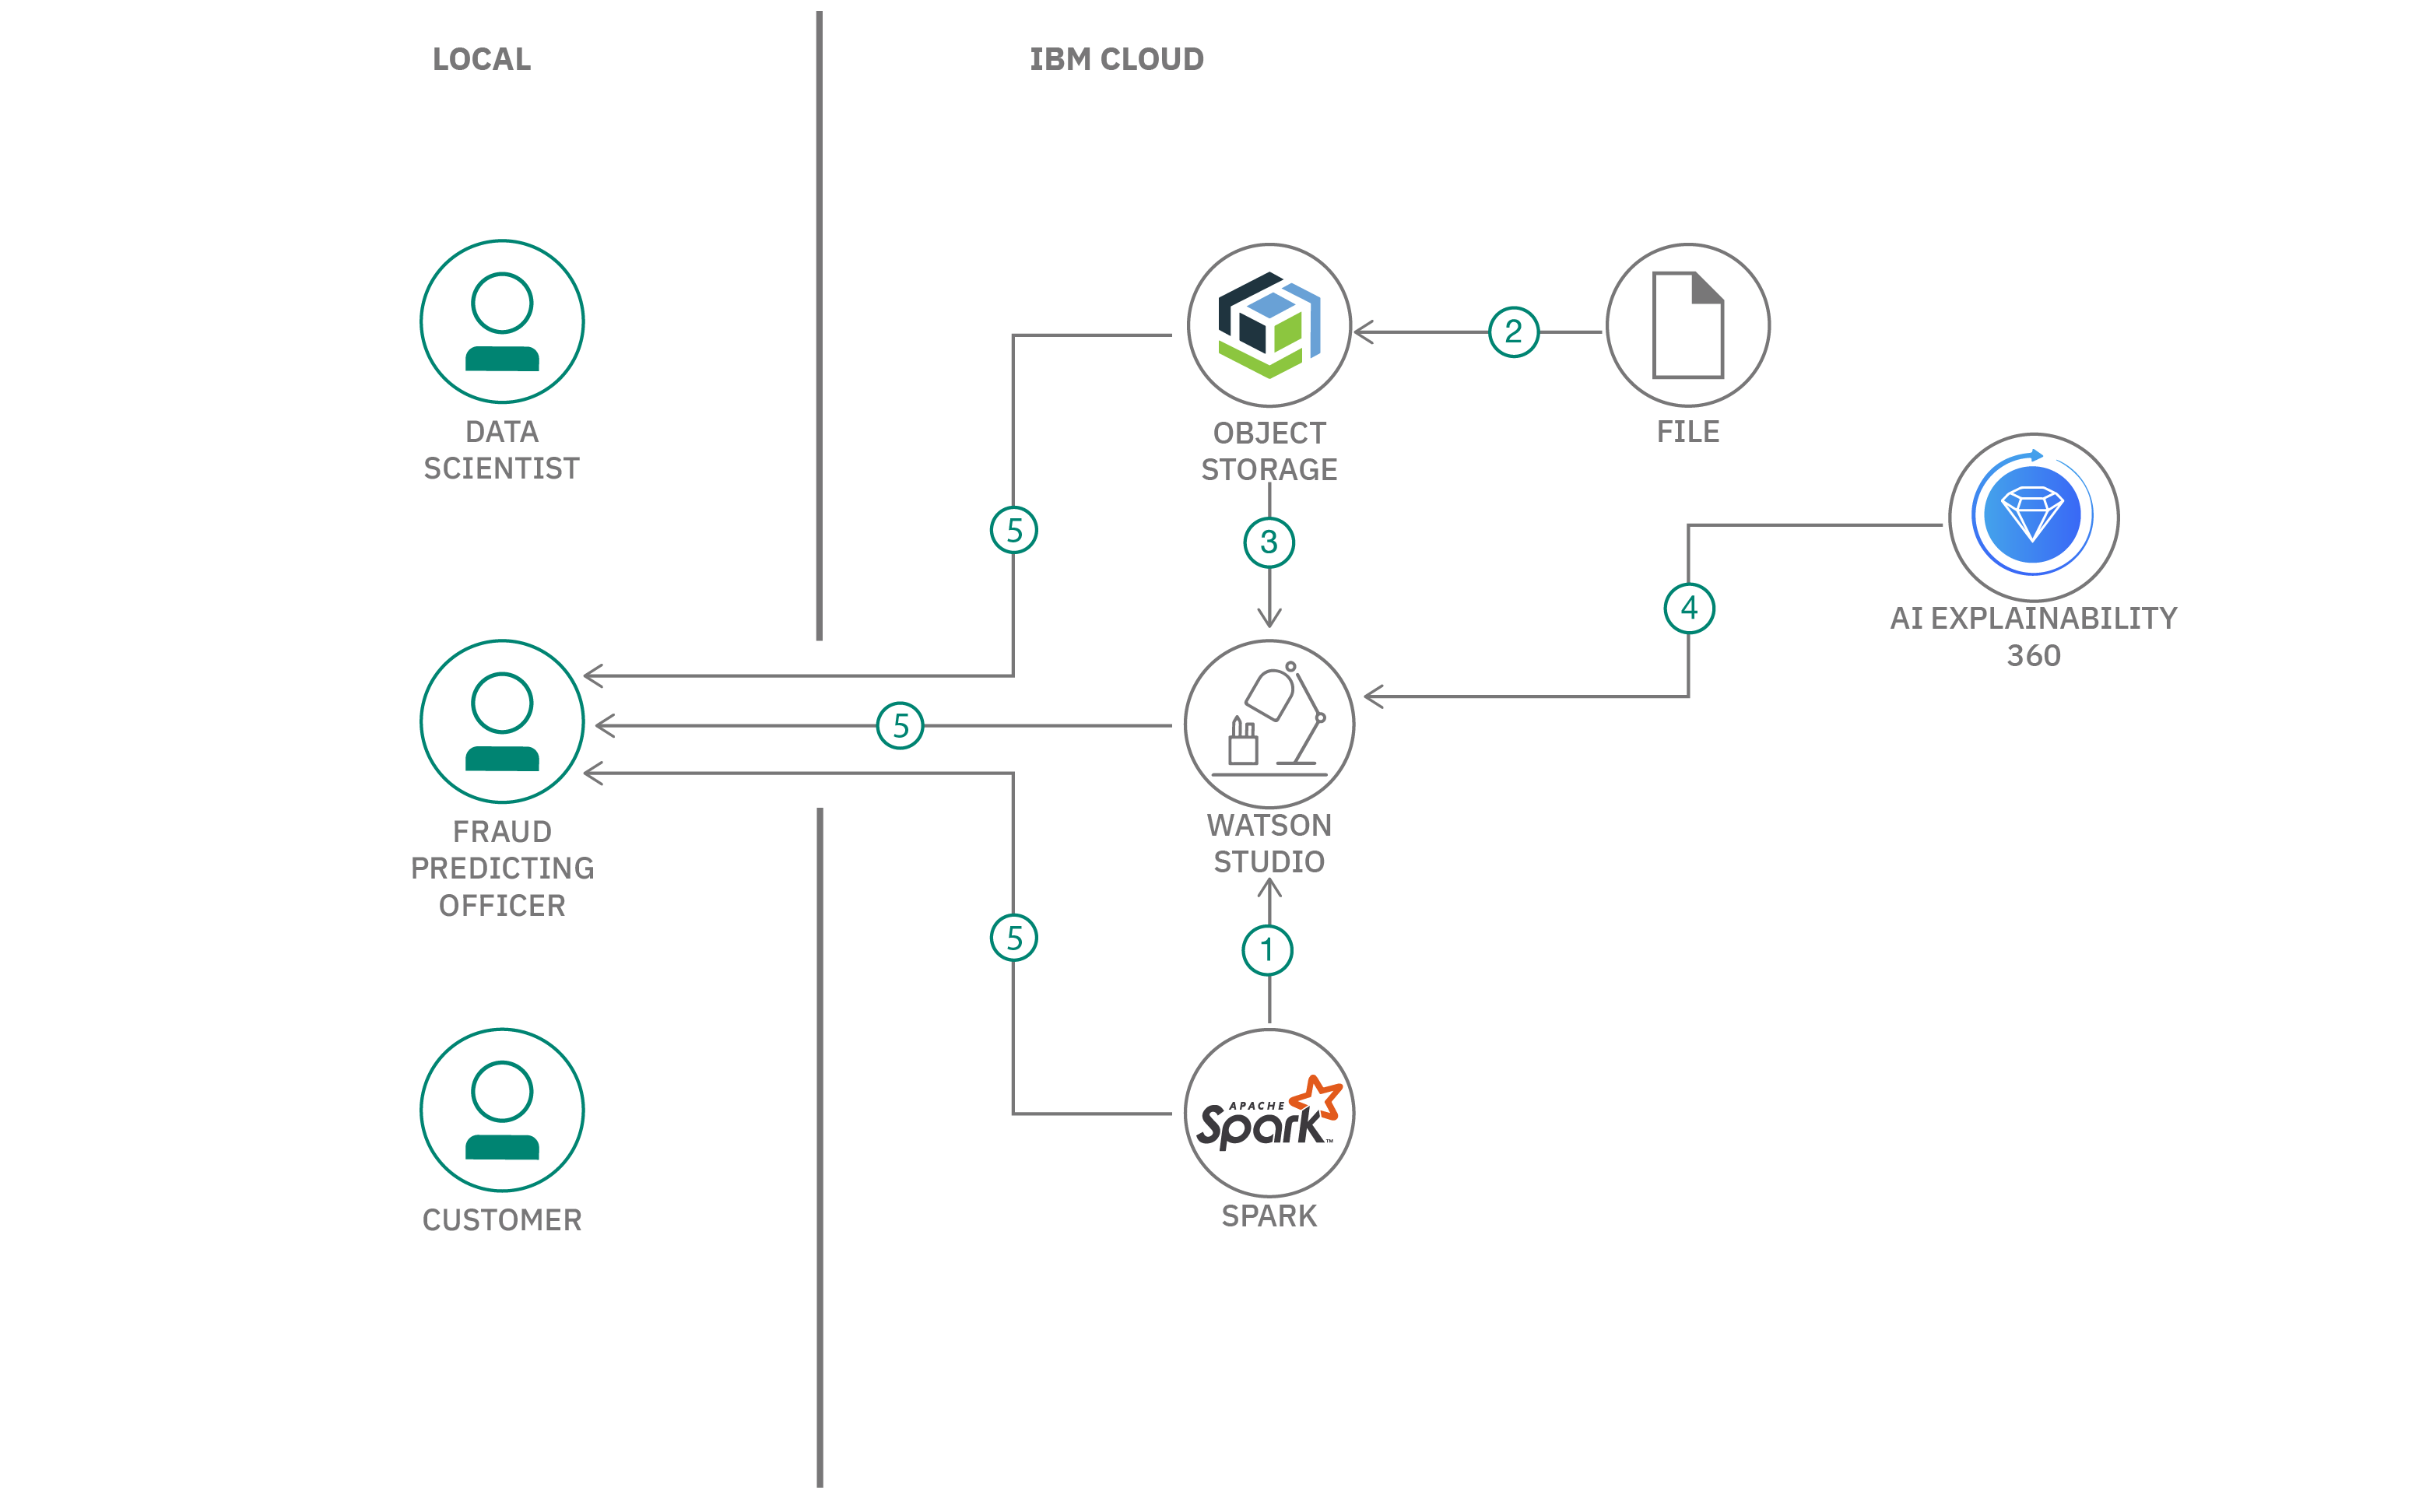 LOCAL
IBM CLOUD
DATA
SCIENTIST
OBJECT
STORAGE
2
FILE
5
3
4
AI EXPLAINABILITY
360
5
FRAUD
PREDICTING
OFFICER
WATSON
STUDIO
5
1
APACHE
Spark™
CUSTOMER
SPARK